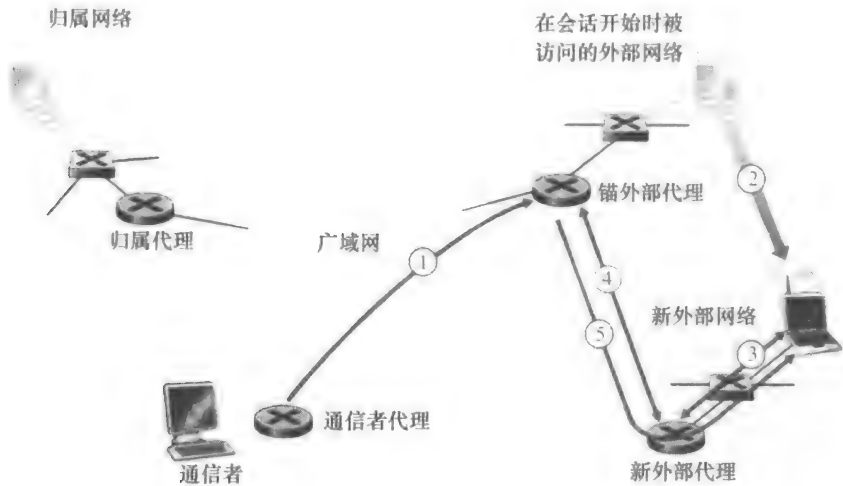 归属网络
在会话开始时被
访问的外部网络
②
锚外部代理
归属代理
广域网
①
④
新外部网络
⑤
③
通信者代理
通信者
新外部代理